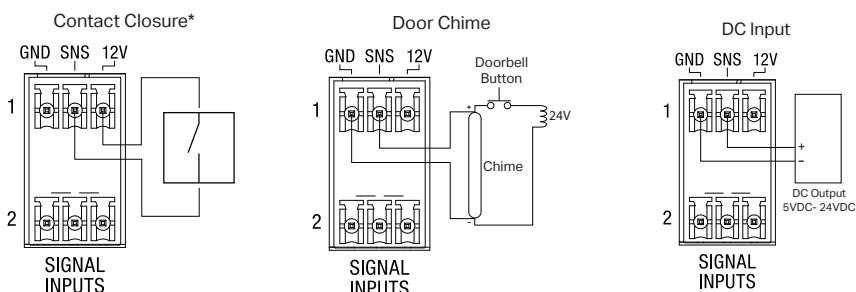 Contact Closure*
GND SNS 12V
1
2
SIGNAL
INPUTS
Door Chime
GND SNS 12V
Doorbell
Button
1
+
24V
Chime
-
2
SIGNAL
INPUTS
DC Input
GND SNS 12V
1
+
-
DC Output
5VDC- 24VDC
2
SIGNAL
INPUTS